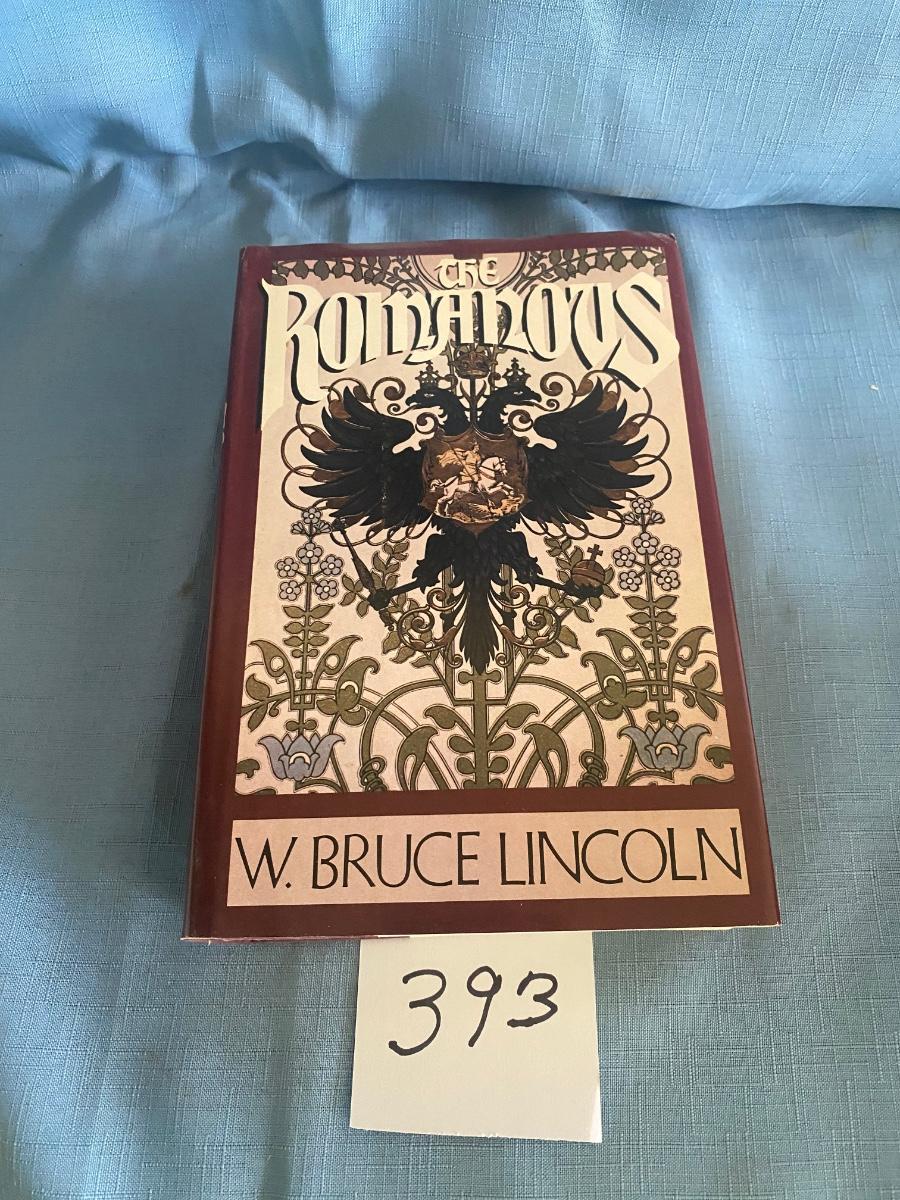 THE
ROMANOVS
W. BRUCE LINCOLN
393